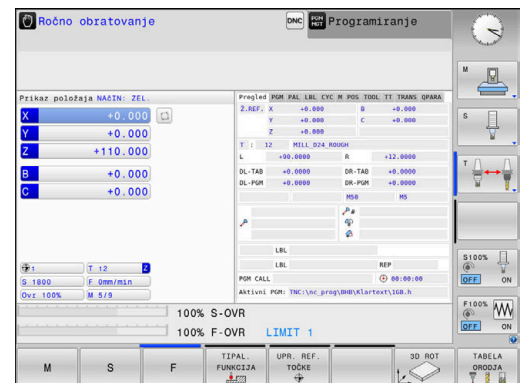 Ročno obratovanje
DNC
PGM MGT
Programiranje
Prikaz položaja NAčIN: ŽEL.
X +0.000
Y +0.000
Z +110.000
B +0.000
C +0.000
1 T 12 Z
S 1800 F 0mm/min
Ovr 100% M 5/9
Pregled PGM PAL LBL CYC M POS TOOL TT TRANS QPARA
Ž.REF. X +0.000 B +0.000
Y +0.000 C +0.000
Z +0.000
T : 12 MILL_D24_ROUGH
L +90.0000 R +12.0000
DL-TAB +0.0000 DR-TAB +0.0000
DL-PGM +0.0000 DR-PGM +0.0000
M50 M5
P
LBL
LBL REP
PGM CALL 00:00:00
Aktivni PGM: TNC:\nc_prog\BHB\Klartext\1GB.h
100% S-OVR
100% F-OVR LIMIT 1
M
S
F
TIPAL. FUNKCIJA
UPR. REF. TOČKE
3D ROT
TABELA ORODJA
M
S
T
S100%
OFF ON
F100%
OFF ON